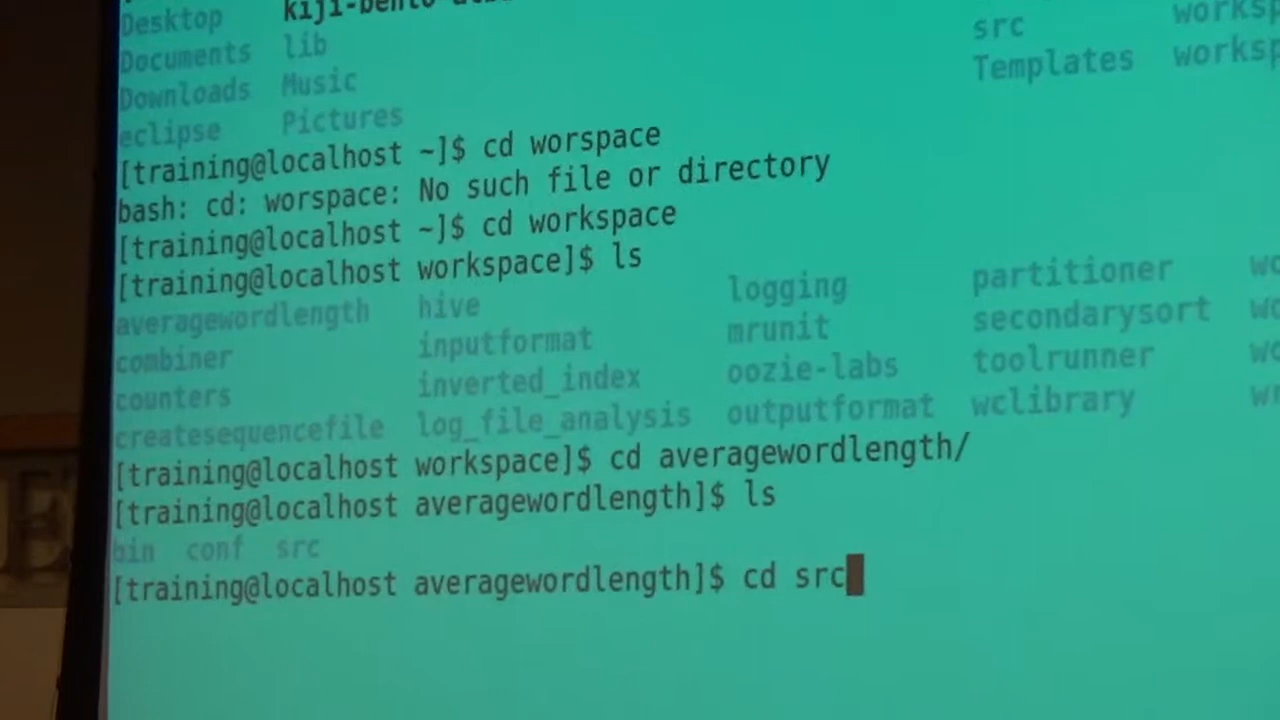 Desktop
Documents lib src
Downloads Music Templates
eclipse Pictures
[training@localhost ~]$ cd worspace
bash: cd: worspace: No such file or directory
[training@localhost ~]$ cd workspace
[training@localhost workspace]$ ls
averagewordlength hive logging partitioner
combiner inputformat mrunit secondarysort
counters inverted_index oozie-labs toolrunner
createsequencefile log_file_analysis outputformat wclibrary
[training@localhost workspace]$ cd averagewordlength/
[training@localhost averagewordlength]$ ls
bin conf src
[training@localhost averagewordlength]$ cd src